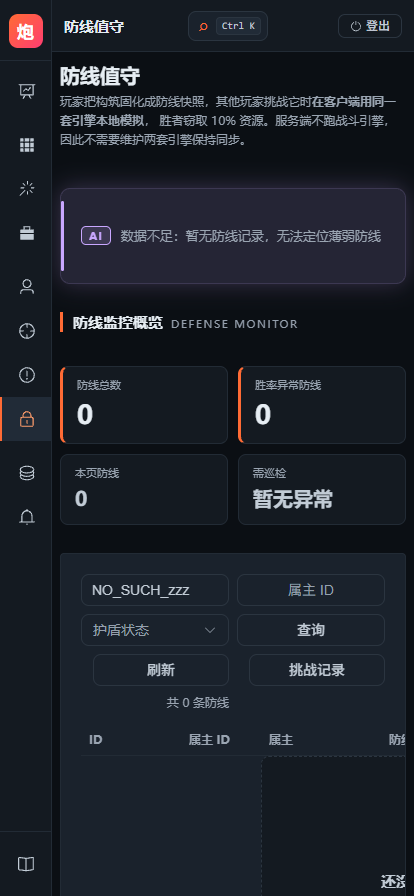 炮
防线值守
Ctrl K
登出
防线值守
玩家把构筑固化成防线快照，其他玩家挑战它时在客户端用同一
套引擎本地模拟， 胜者窃取 10% 资源。服务端不跑战斗引擎，
因此不需要维护两套引擎保持同步。
AI 数据不足：暂无防线记录，无法定位薄弱防线
防线监控概览 DEFENSE MONITOR
防线总数
0
胜率异常防线
0
本页防线
0
需巡检
暂无异常
NO_SUCH_zzz
属主 ID
护盾状态
查询
刷新
挑战记录
共 0 条防线
ID 属主 ID 属主 防线
还没